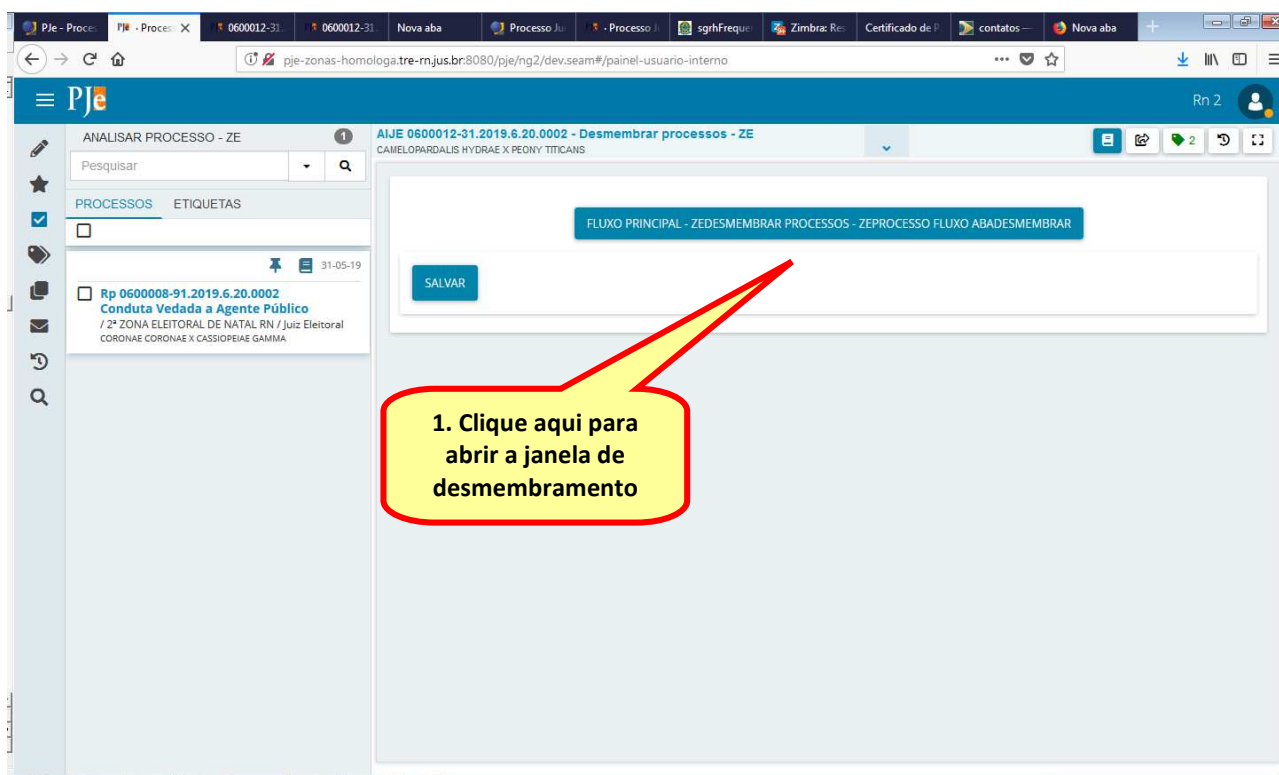 PJe - Proces
PJe - Proces
0600012-31.
0600012-31.
Nova aba
Processo Ju
Processo J
sgrhFreque
Zimbra: Res
Certificado de P
contatos —
Nova aba
pje-zonas-homologa.tre-rn.jus.br:8080/pje/ng2/dev.seam#/painel-usuario-interno
PJe
Rn 2
ANALISAR PROCESSO - ZE 1
Pesquisar
PROCESSOS ETIQUETAS
31-05-19
Rp 0600008-91.2019.6.20.0002
Conduta Vedada a Agente Público
/ 2ª ZONA ELEITORAL DE NATAL RN / Juiz Eleitoral
CORONAE CORONAE X CASSIOPEIAE GAMMA
AIJE 0600012-31.2019.6.20.0002 - Desmembrar processos - ZE
CAMELOPARDALIS HYDRAE X PEONY TITICANS
2
FLUXO PRINCIPAL - ZEDESMEMBRAR PROCESSOS - ZEPROCESSO FLUXO ABADESMEMBRAR
SALVAR
1. Clique aqui para
abrir a janela de
desmembramento